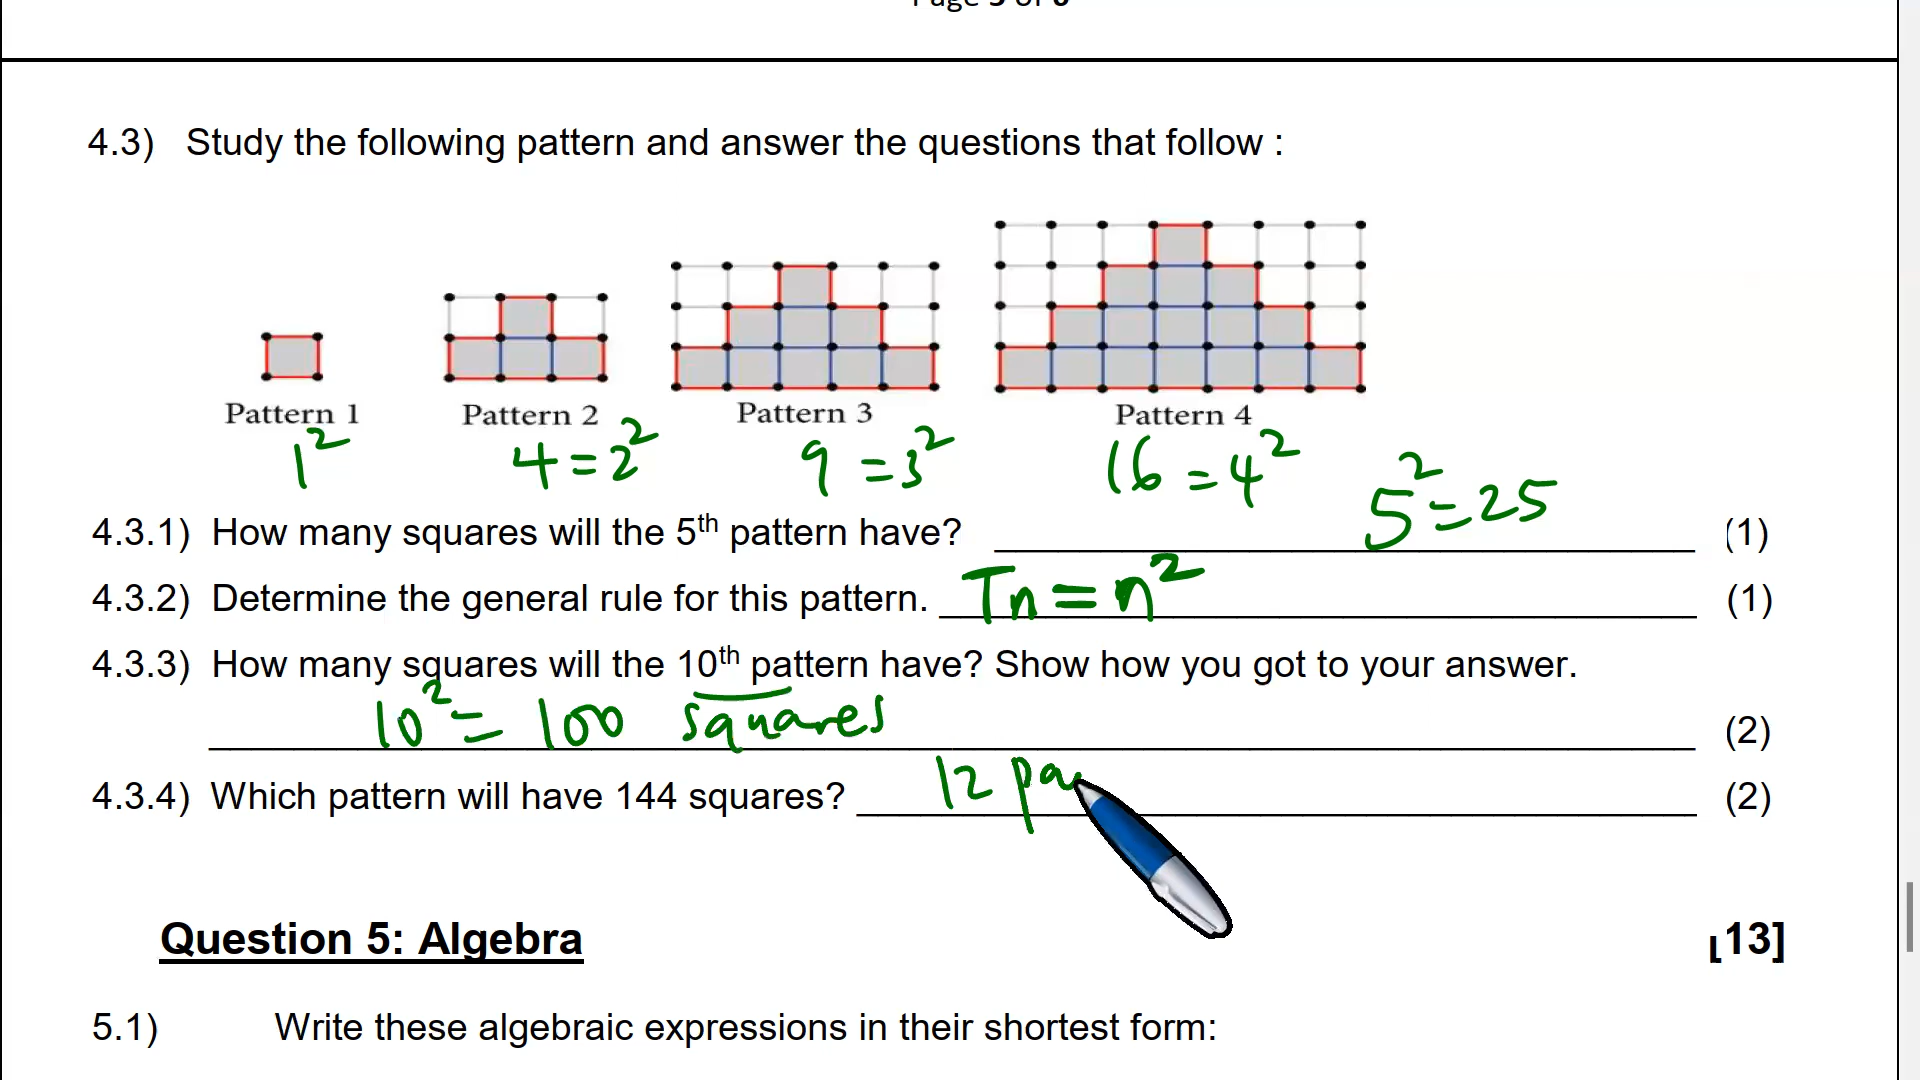 Page 5 of 6
4.3) Study the following pattern and answer the questions that follow :
Pattern 1 Pattern 2 Pattern 3 Pattern 4
1² 4=2² 9=3² 16=4²
5²=25
4.3.1) How many squares will the 5th pattern have? (1)
4.3.2) Determine the general rule for this pattern. Tn=n² (1)
4.3.3) How many squares will the 10th pattern have? Show how you got to your answer.
10²=100 squares (2)
4.3.4) Which pattern will have 144 squares? 12 pa (2)
Question 5: Algebra [13]
5.1) Write these algebraic expressions in their shortest form: